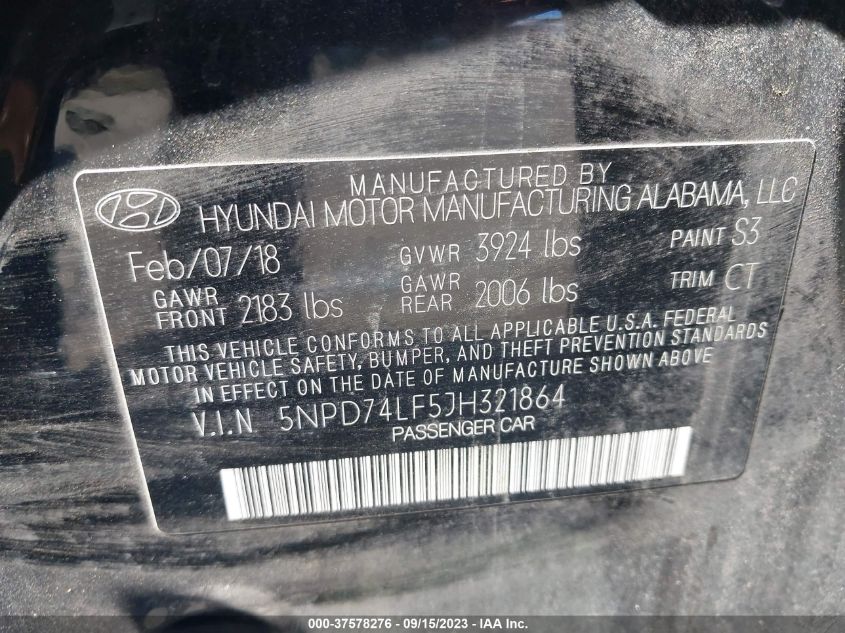 MANUFACTURED BY
HYUNDAI MOTOR MANUFACTURING ALABAMA, LLC
Feb/07/18 GVWR 3924 lbs PAINT S3
GAWR FRONT 2183 lbs GAWR REAR 2006 lbs TRIM CT
THIS VEHICLE CONFORMS TO ALL APPLICABLE U.S.A. FEDERAL
MOTOR VEHICLE SAFETY, BUMPER, AND THEFT PREVENTION STANDARDS
IN EFFECT ON THE DATE OF MANUFACTURE SHOWN ABOVE
V.I.N 5NPD74LF5JH321864
PASSENGER CAR
000-37578276 - 09/15/2023 - IAA Inc.